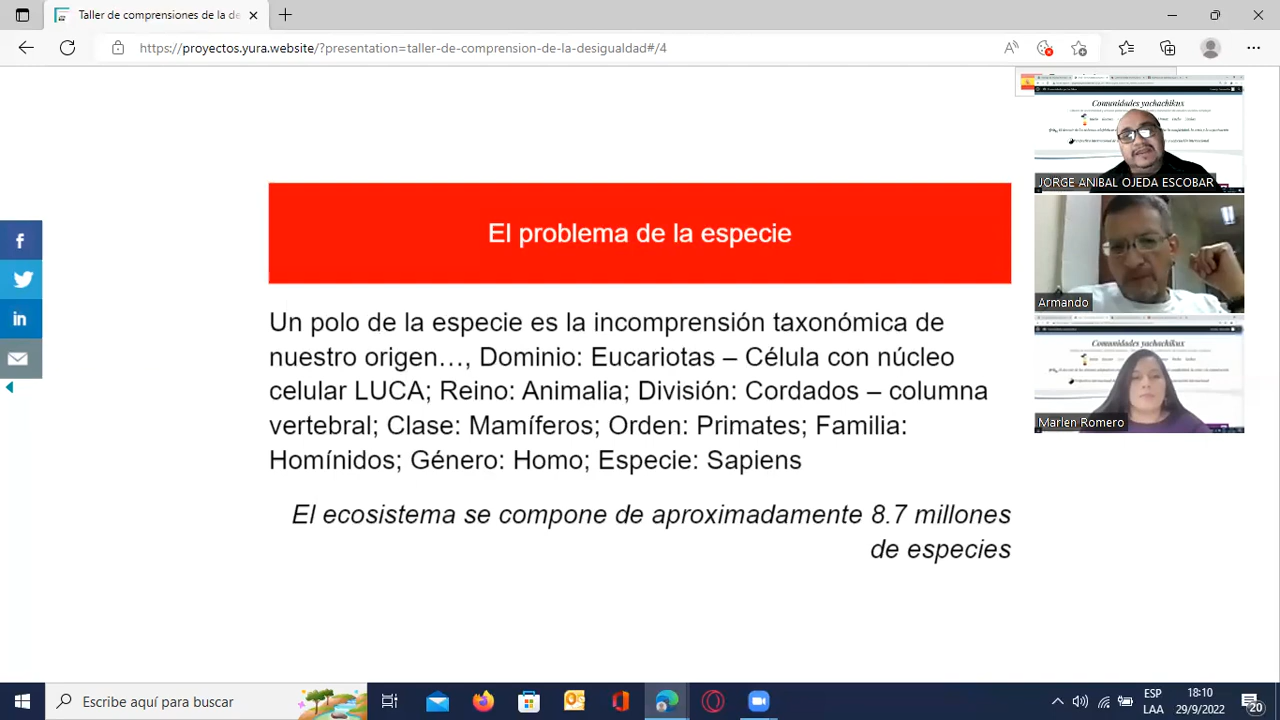 Taller de comprensión de la desi
https://proyectos.yura.website/?presentation=taller-de-comprension-de-la-desigualdad#/4
El problema de la especie
Un polo de la especie es la incomprensión taxonómica de
nuestro origen…. Dominio: Eucariotas – Célula con núcleo
celular LUCA; Reino: Animalia; División: Cordados – columna
vertebral; Clase: Mamíferos; Orden: Primates; Familia:
Homínidos; Género: Homo; Especie: Sapiens
El ecosistema se compone de aproximadamente 8.7 millones
de especies
Comunidades yachachikux
JORGE ANIBAL OJEDA ESCOBAR
Armando
Comunidades yachachikux
Marlen Romero
Escribe aquí para buscar
ESP
LAA
18:10
29/9/2022
20